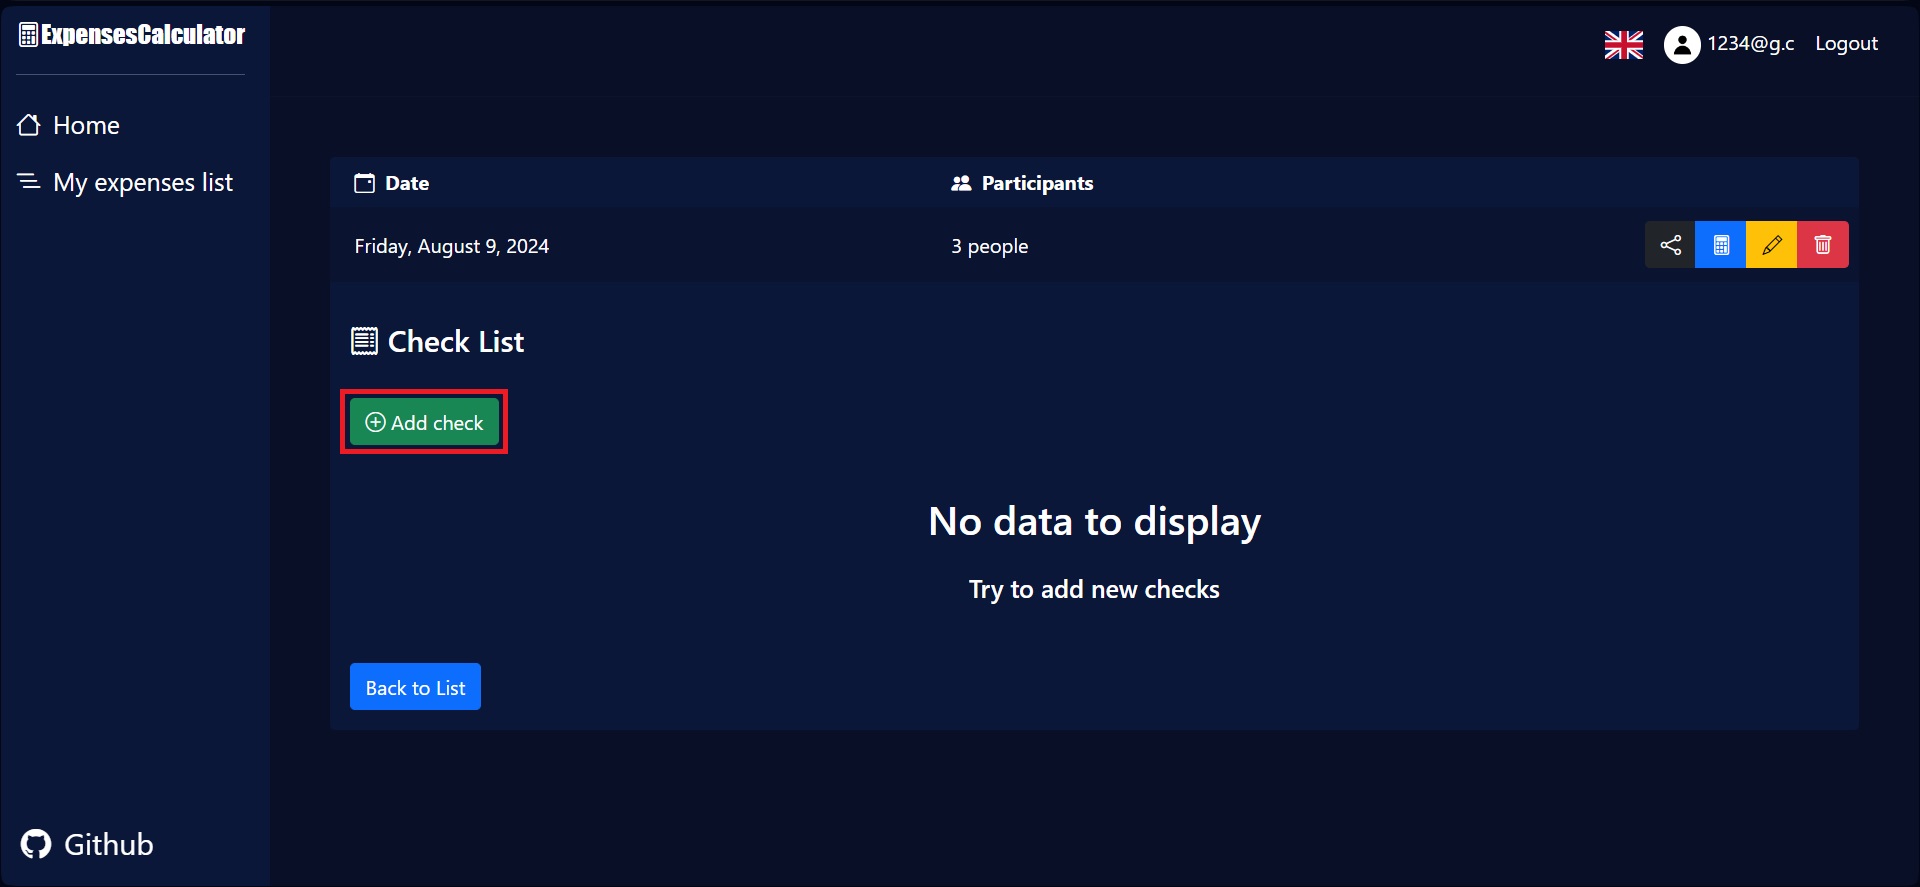 ExpensesCalculator
1234@g.c Logout
Home
My expenses list
Date Participants
Friday, August 9, 2024 3 people
Check List
Add check
No data to display
Try to add new checks
Back to List
Github